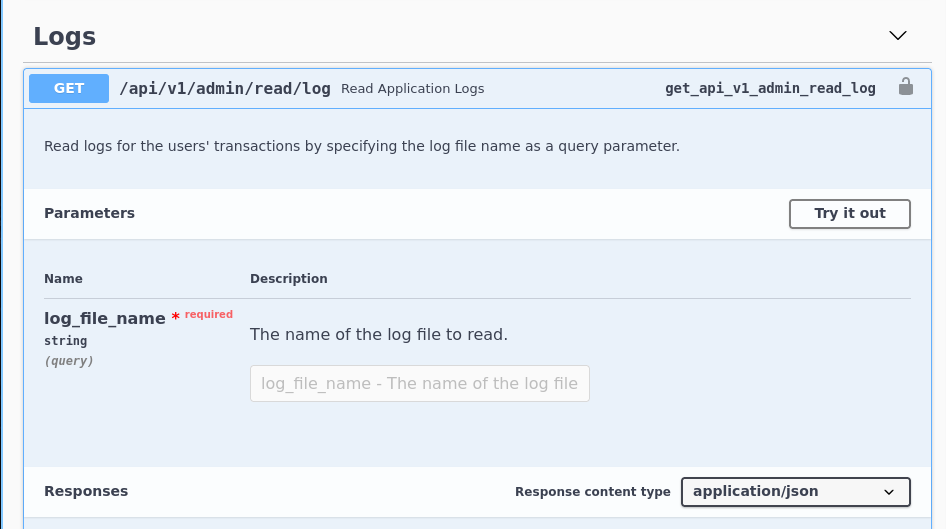 Logs
GET /api/v1/admin/read/log Read Application Logs get_api_v1_admin_read_log
Read logs for the users' transactions by specifying the log file name as a query parameter.
Parameters Try it out
Name Description
log_file_name * required
string
(query)
The name of the log file to read.
log_file_name - The name of the log file
Responses Response content type application/json